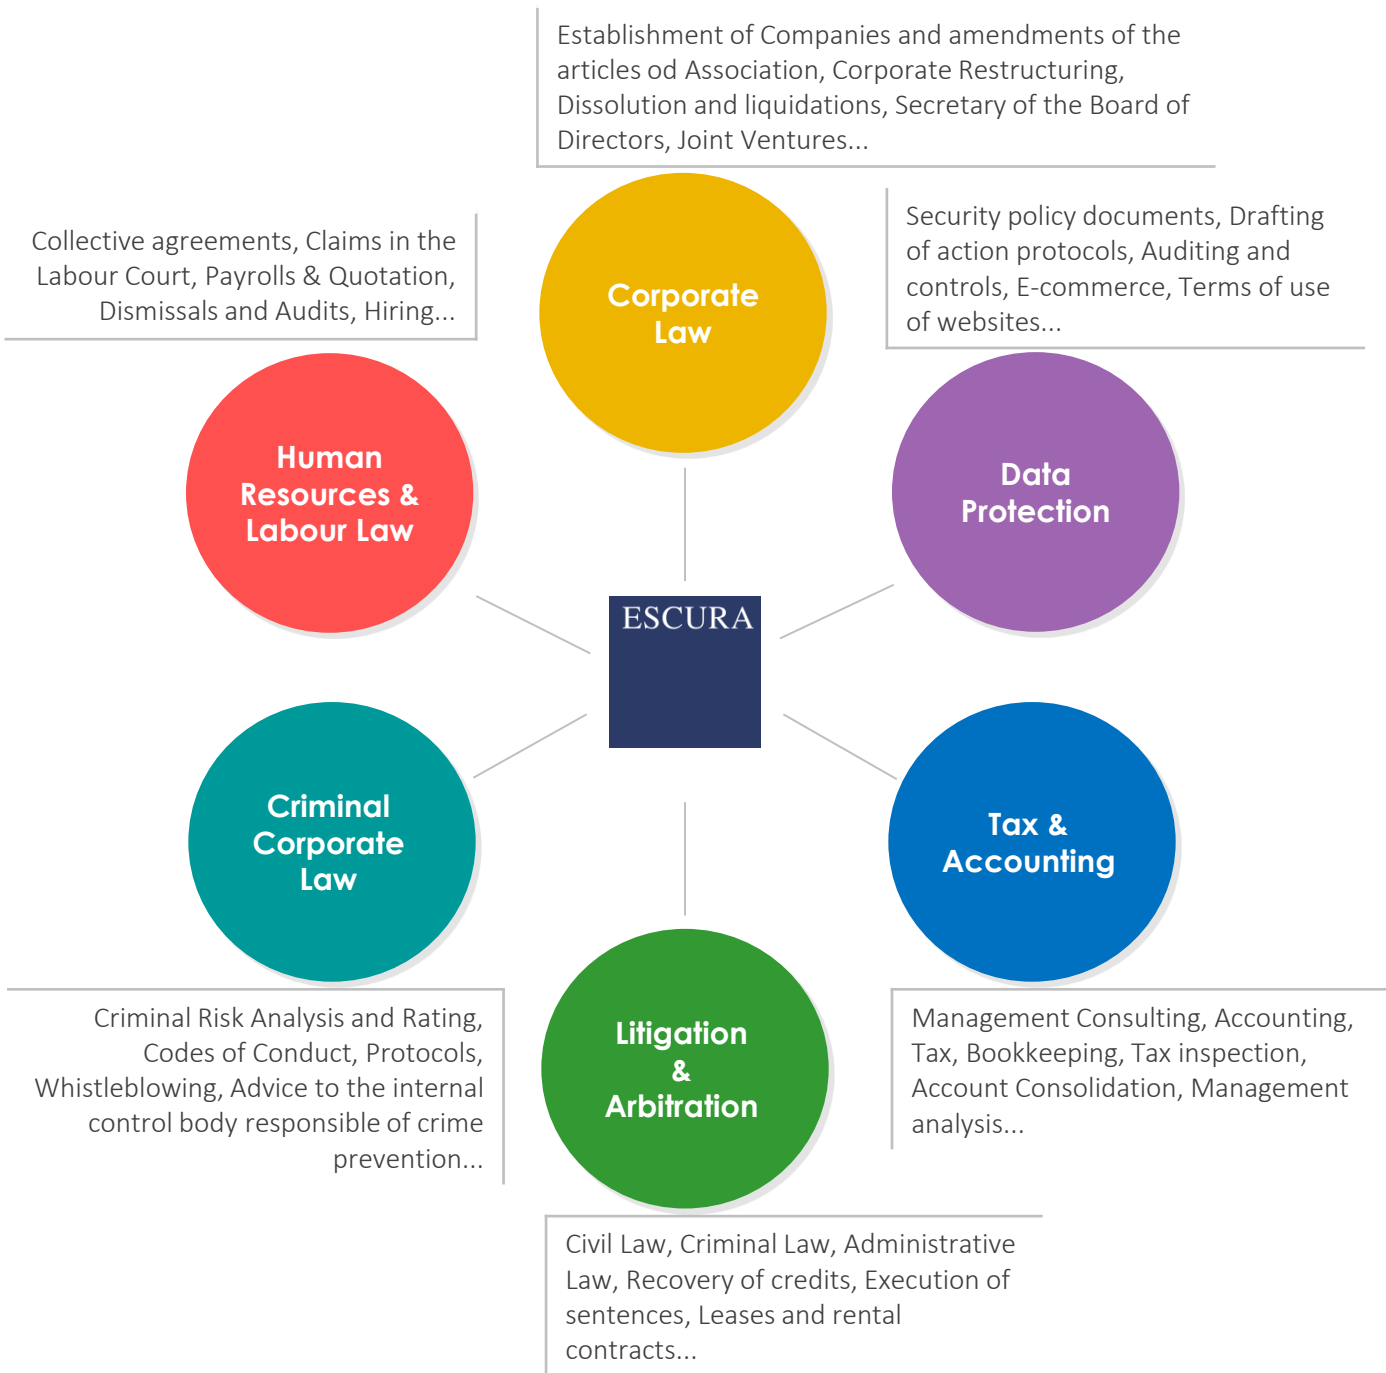 Establishment of Companies and amendments of the
articles od Association, Corporate Restructuring,
Dissolution and liquidations, Secretary of the Board of
Directors, Joint Ventures...
Collective agreements, Claims in the
Labour Court, Payrolls & Quotation,
Dismissals and Audits, Hiring...
Security policy documents, Drafting
of action protocols, Auditing and
controls, E-commerce, Terms of use
of websites...
Corporate
Law
Human
Resources &
Labour Law
Data
Protection
ESCURA
Criminal
Corporate
Law
Tax &
Accounting
Litigation
&
Arbitration
Criminal Risk Analysis and Rating,
Codes of Conduct, Protocols,
Whistleblowing, Advice to the internal
control body responsible of crime
prevention...
Management Consulting, Accounting,
Tax, Bookkeeping, Tax inspection,
Account Consolidation, Management
analysis...
Civil Law, Criminal Law, Administrative
Law, Recovery of credits, Execution of
sentences, Leases and rental
contracts...